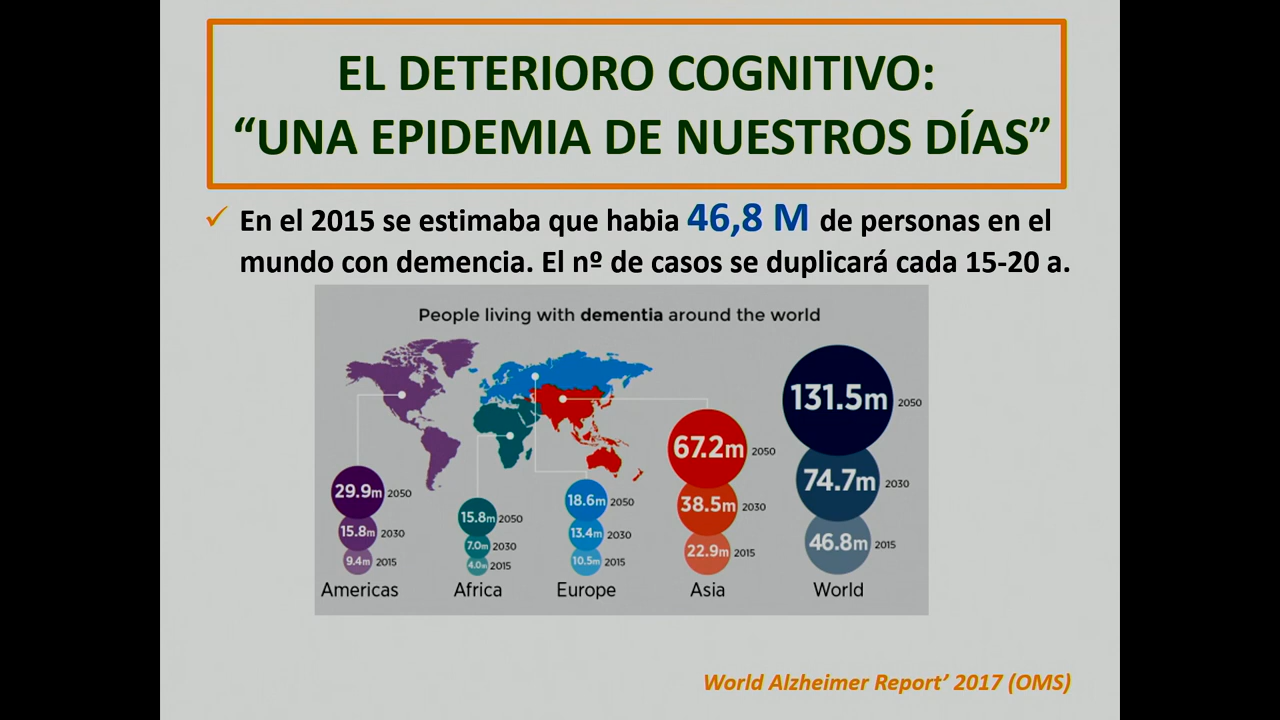 EL DETERIORO COGNITIVO:
“UNA EPIDEMIA DE NUESTROS DÍAS”
✓ En el 2015 se estimaba que habia 46,8 M de personas en el
mundo con demencia. El nº de casos se duplicará cada 15-20 a.
People living with dementia around the world
29.9m 2050
15.8m 2030
9.4m 2015
Americas
15.8m 2050
7.0m 2030
4.0m 2015
Africa
18.6m 2050
13.4m 2030
10.5m 2015
Europe
67.2m 2050
38.5m 2030
22.9m 2015
Asia
131.5m 2050
74.7m 2030
46.8m 2015
World
World Alzheimer Report’ 2017 (OMS)